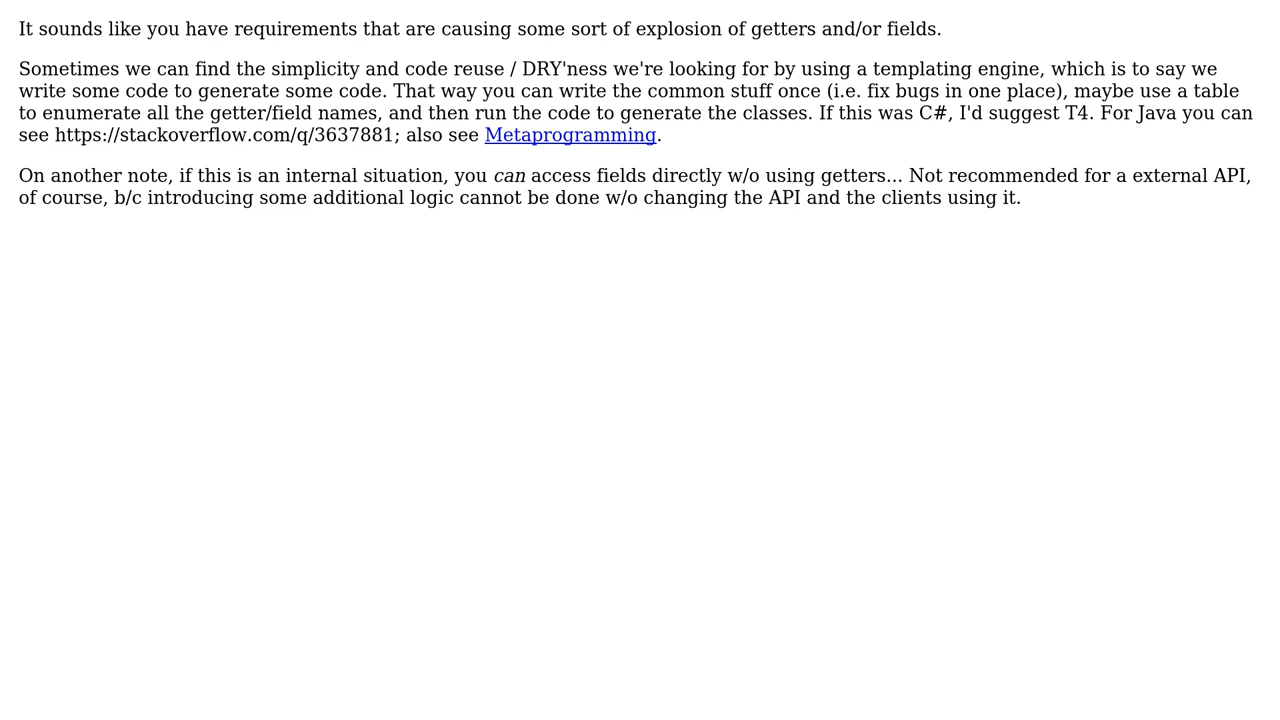 It sounds like you have requirements that are causing some sort of explosion of getters and/or fields.
Sometimes we can find the simplicity and code reuse / DRY'ness we're looking for by using a templating engine, which is to say we
write some code to generate some code. That way you can write the common stuff once (i.e. fix bugs in one place), maybe use a table
to enumerate all the getter/field names, and then run the code to generate the classes. If this was C#, I'd suggest T4. For Java you can
see https://stackoverflow.com/q/3637881; also see Metaprogramming.
On another note, if this is an internal situation, you can access fields directly w/o using getters... Not recommended for a external API,
of course, b/c introducing some additional logic cannot be done w/o changing the API and the clients using it.